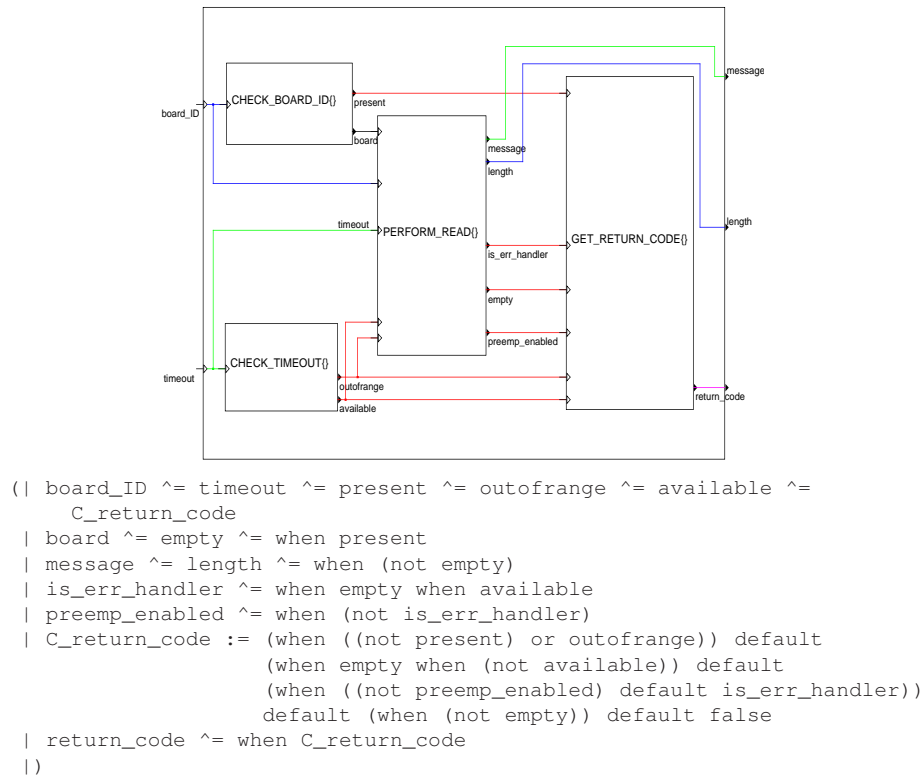 message
CHECK_BOARD_ID{}
present
board_ID
board
message
length
timeout
PERFORM_READ{}
length
GET_RETURN_CODE{}
is_err_handler
empty
preemp_enabled
CHECK_TIMEOUT{}
timeout
outofrange
return_code
available
(| board_ID ^= timeout ^= present ^= outofrange ^= available ^=
C_return_code
| board ^= empty ^= when present
| message ^= length ^= when (not empty)
| is_err_handler ^= when empty when available
| preemp_enabled ^= when (not is_err_handler)
| C_return_code := (when ((not present) or outofrange)) default
(when empty when (not available)) default
(when ((not preemp_enabled) default is_err_handler))
default (when (not empty)) default false
| return_code ^= when C_return_code
|)